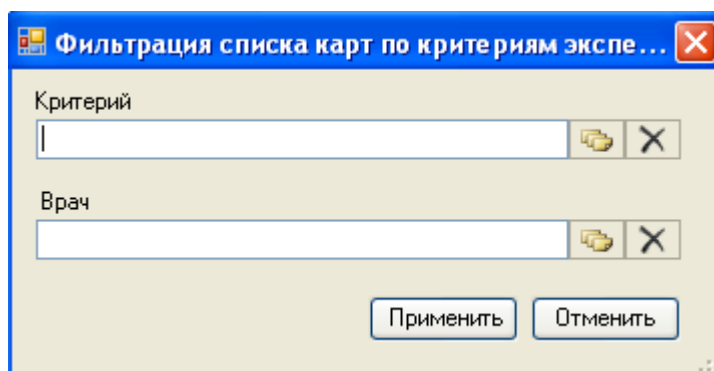 Фильтрация списка карт по критериям экспе...
Критерий
Врач
Применить Отменить